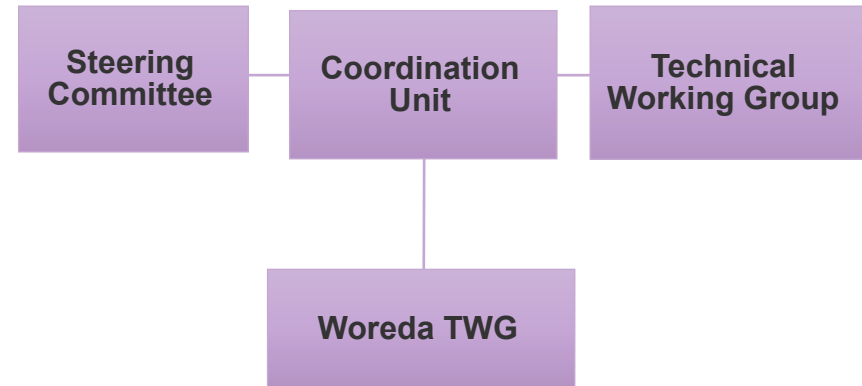 Steering
Committee
Coordination
Unit
Technical
Working Group
Woreda TWG